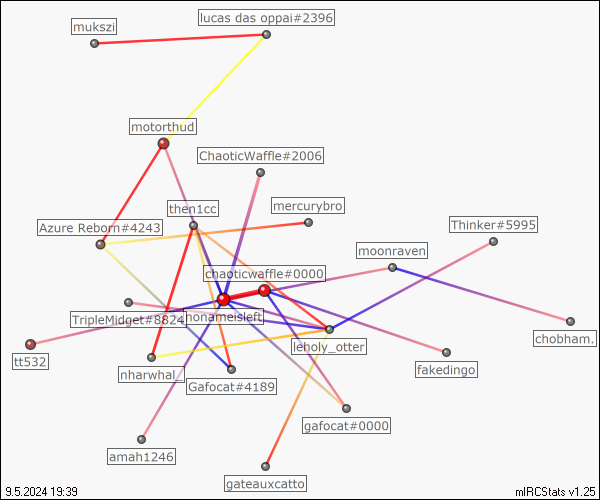 lucas das oppai#2396
mukszi
motorthud
ChaoticWaffle#2006
then1cc
mercurybro
Azure Reborn#4243
Thinker#5995
moonraven
chaoticwaffle#0000
TripleMidget#8824
nonameisleft
chobham.
leholy_otter
tt532
nharwhal_
Gafocat#4189
fakedingo
gafocat#0000
amah1246
gateauxcatto
9.5.2024 19:39
mIRCStats v1.25